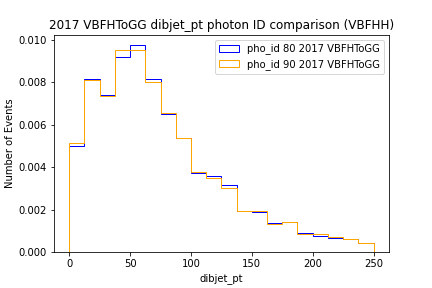 2017 VBFHToGG dibjet_pt photon ID comparison (VBFHH)
pho_id 80 2017 VBFHToGG
pho_id 90 2017 VBFHToGG
Number of Events
0.010
0.008
0.006
0.004
0.002
0.000
0 50 100 150 200 250
dibjet_pt